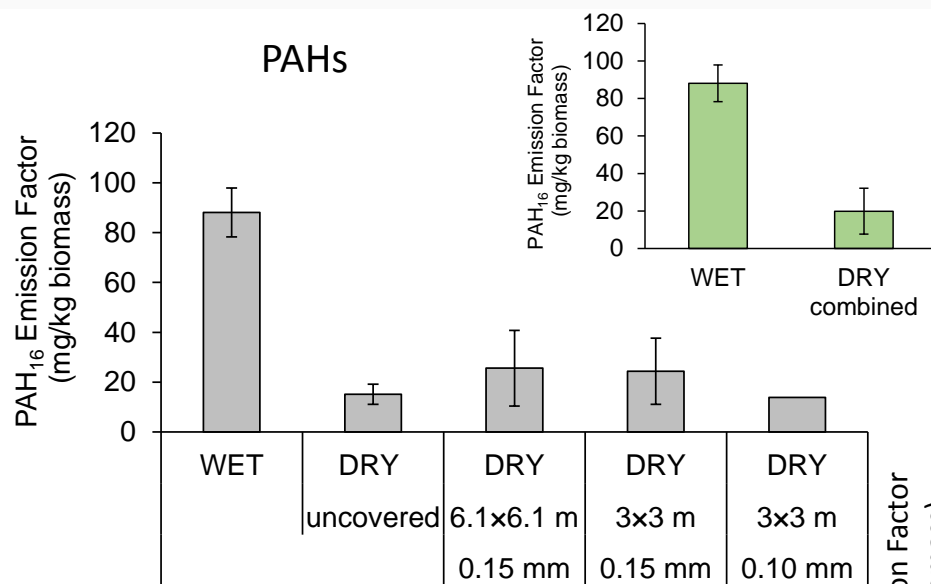 PAHs
PAH₁₆ Emission Factor
(mg/kg biomass)
120
100
80
60
40
20
0
WET
DRY
DRY
DRY
DRY
uncovered
6.1×6.1 m
3×3 m
3×3 m
0.15 mm
0.15 mm
0.10 mm
PAH₁₆ Emission Factor
(mg/kg biomass)
120
100
80
60
40
20
0
WET
DRY
combined
Factor